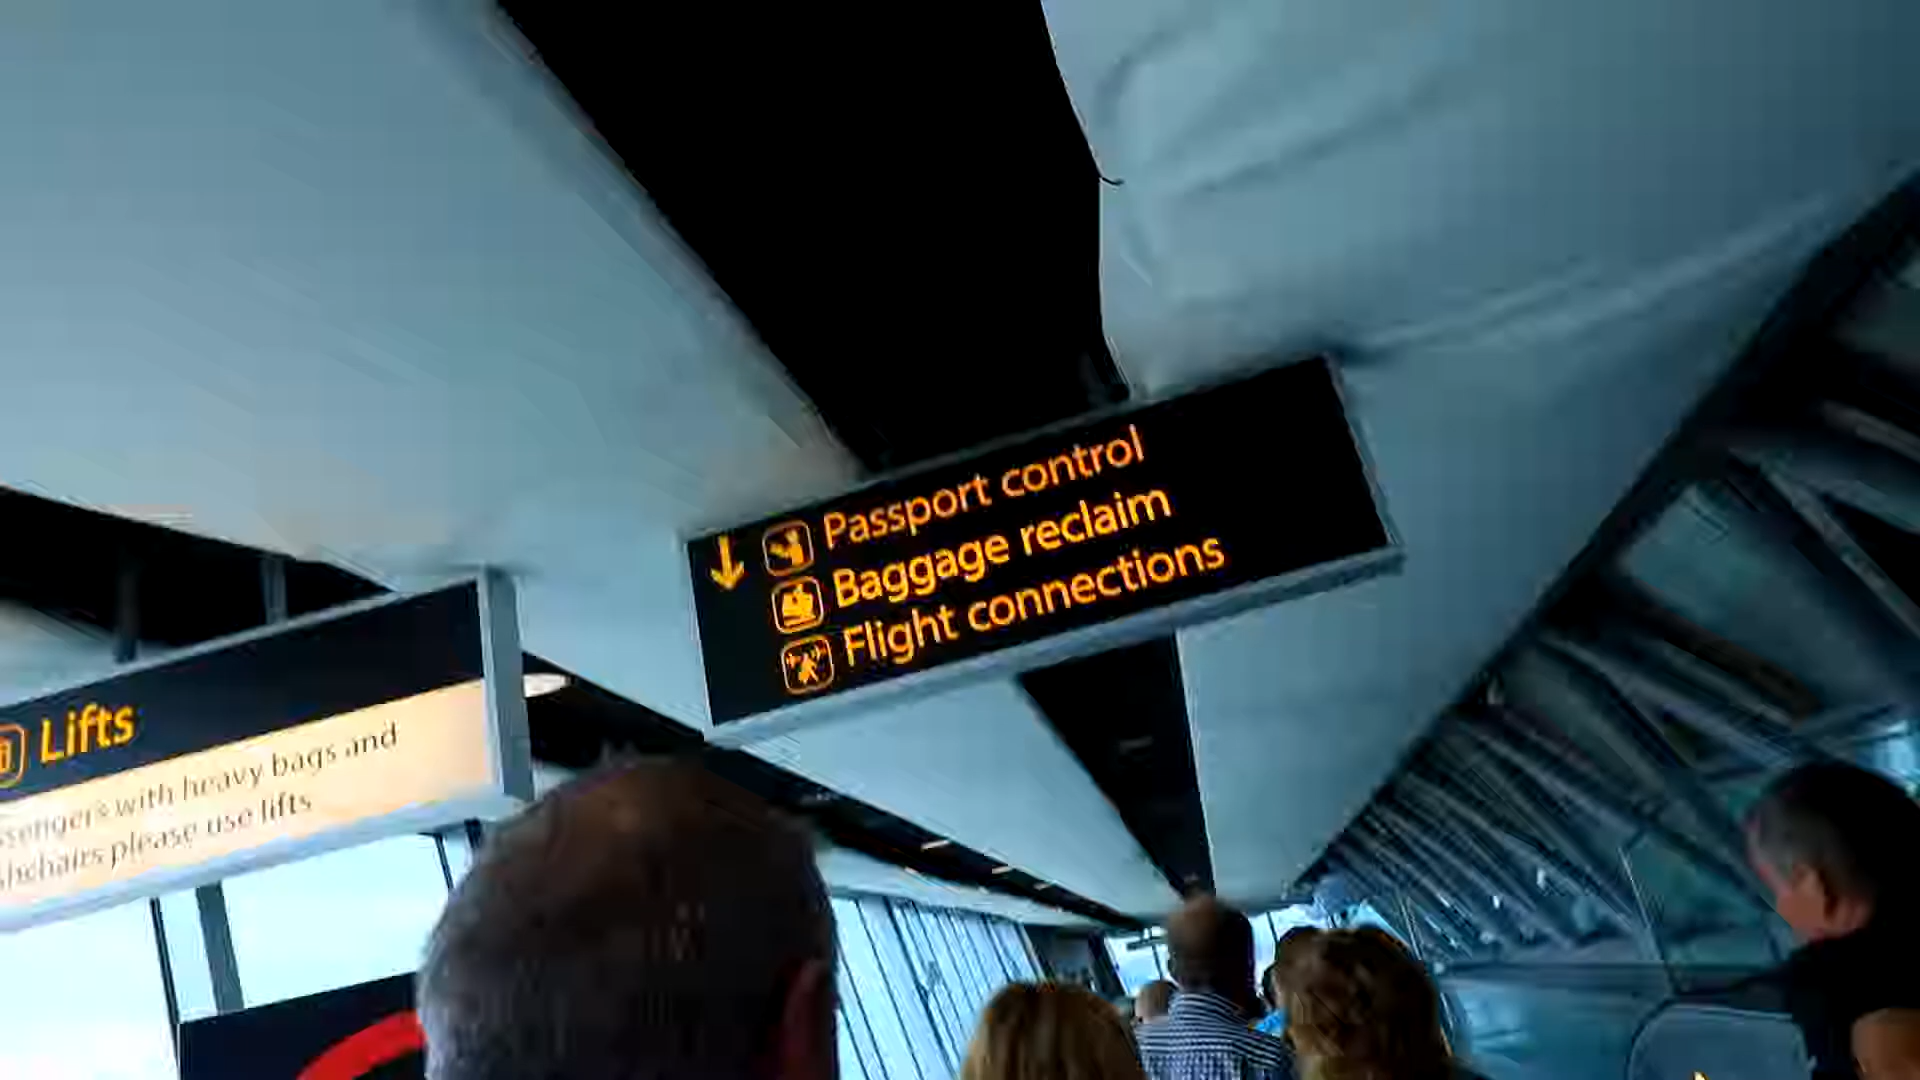 Passport control
Baggage reclaim
Flight connections
Lifts
with heavy bags and
please use lifts